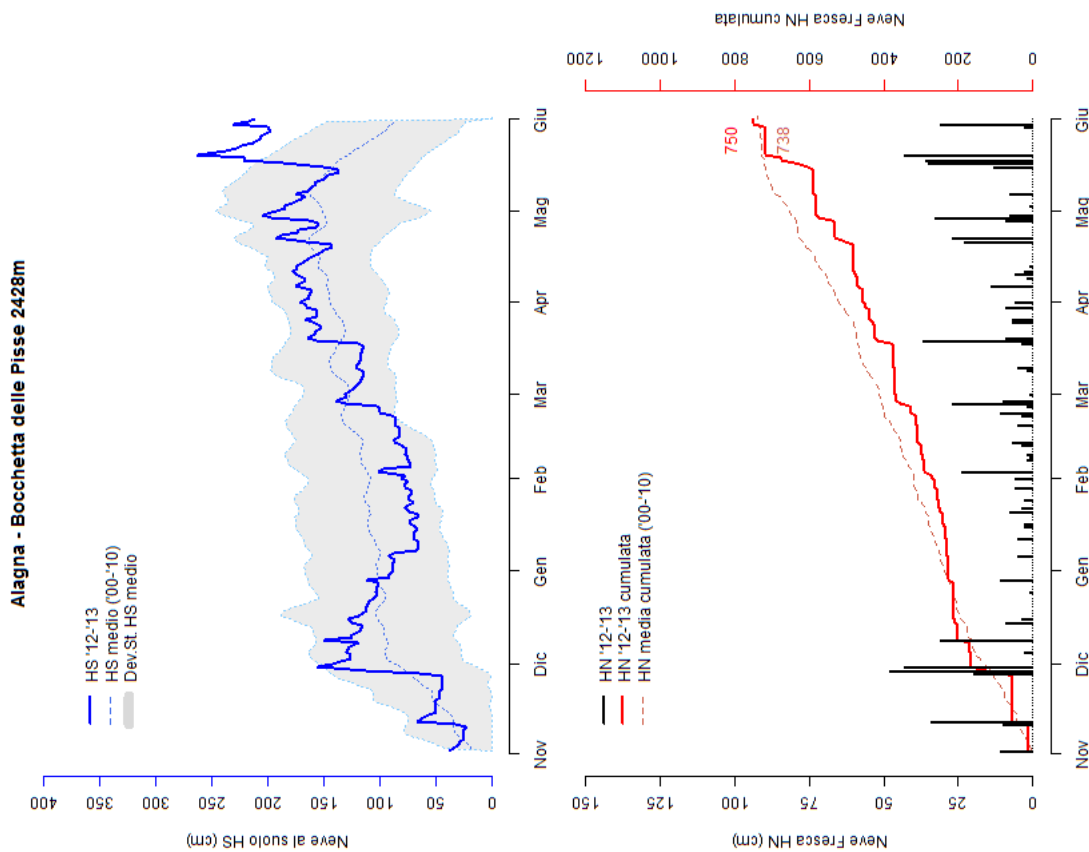 Alagna - Bocchetta delle Pisse 2428m
Neve al suolo HS (cm)
400
350
300
250
200
150
100
50
0
HS '12-'13
HS medio ('00-'10)
Dev.St. HS medio
Nov
Dic
Gen
Feb
Mar
Apr
Mag
Giu
Neve Fresca HN (cm)
150
125
100
75
50
25
0
HN '12-'13
HN '12-'13 cumulata
HN media cumulata ('00-'10)
750
738
Neve Fresca HN cumulata
1200
1000
800
600
400
200
0
Nov
Dic
Gen
Feb
Mar
Apr
Mag
Giu